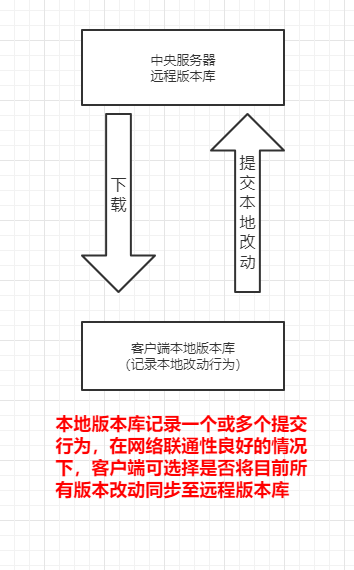 中央服务器
远程版本库
下载
提交本地改动
客户端本地版本库
(记录本地改动行为)
本地版本库记录一个或多个提交
行为，在网络联通性良好的情况
下，客户端可选择是否将目前所
有版本改动同步至远程版本库